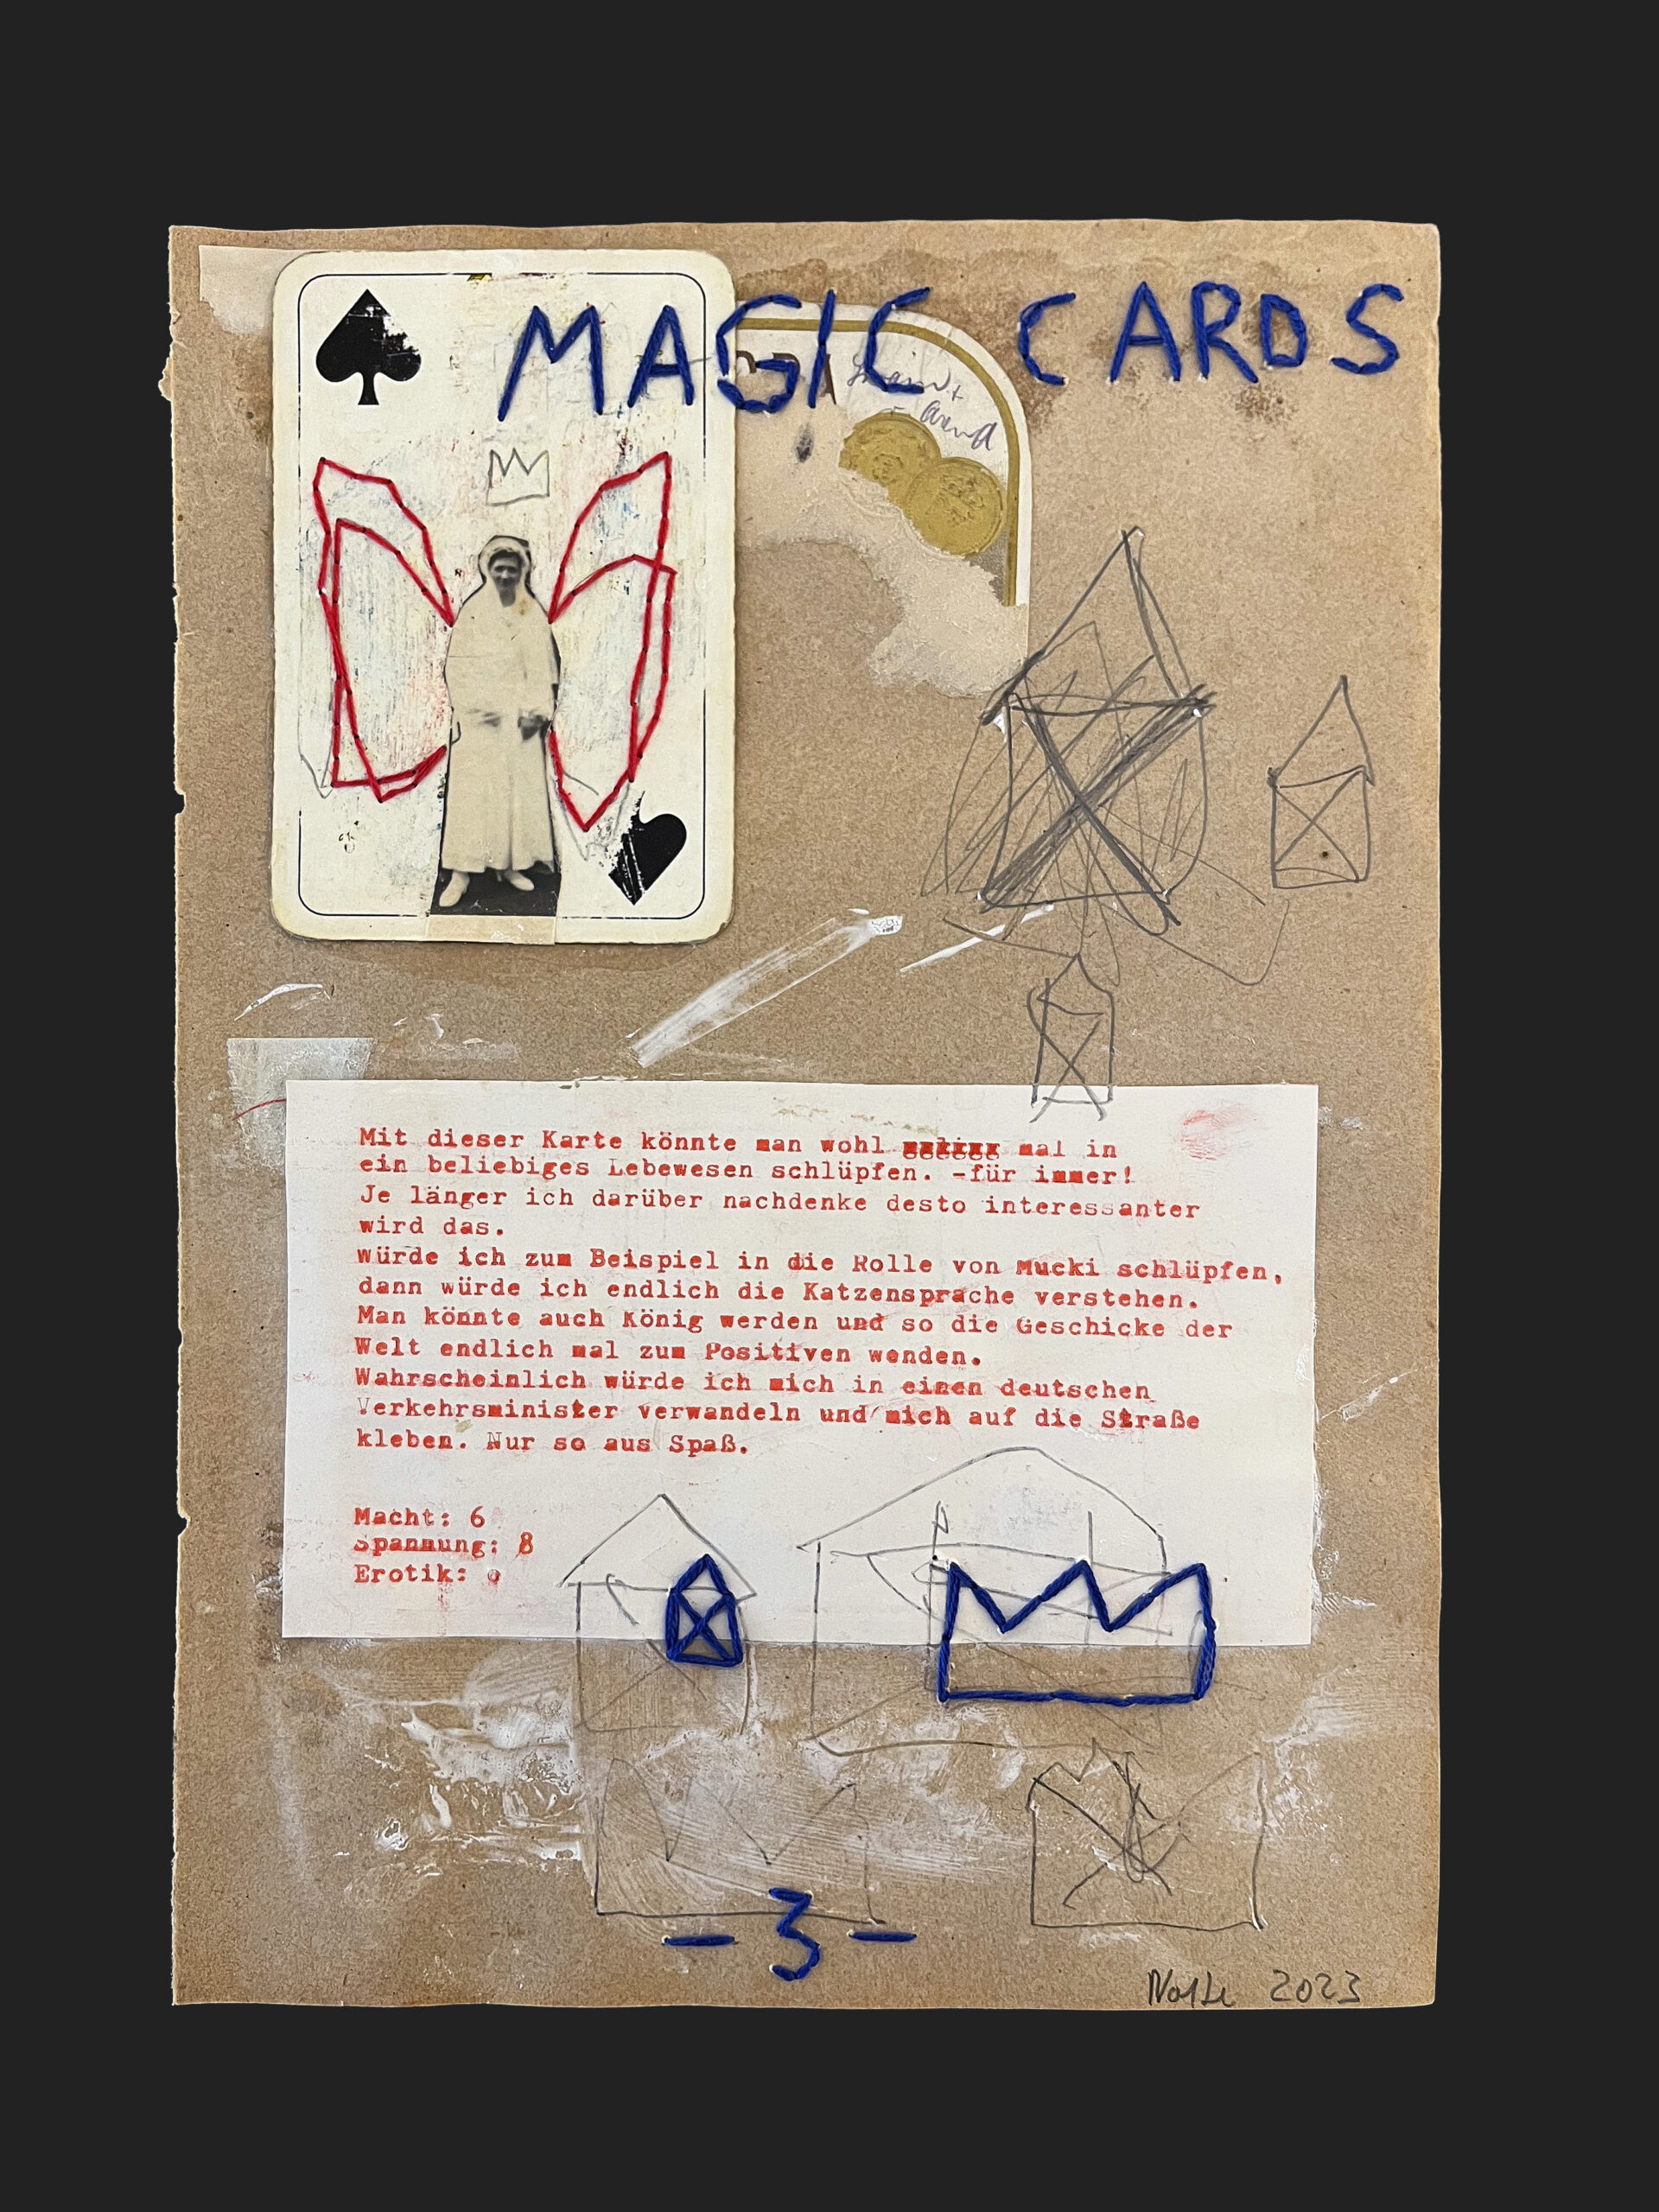 MAGIC CARDS
Mit dieser Karte könnte man wohl mal in
ein beliebiges Lebewesen schlüpfen. -für immer!
Je länger ich darüber nachdenke desto interessanter
wird das.
würde ich zum Beispiel in die Rolle von Mucki schlüpfen,
dann würde ich endlich die Katzensprache verstehen.
Man könnte auch König werden und so die Geschicke der
Welt endlich mal zum Positiven wenden.
Wahrscheinlich würde ich mich in einen deutschen
Verkehrsminister verwandeln und mich auf die Straße
kleben. Nur so aus Spaß.
Macht: 6
Spannung: 8
Erotik:
- 3 -
2023